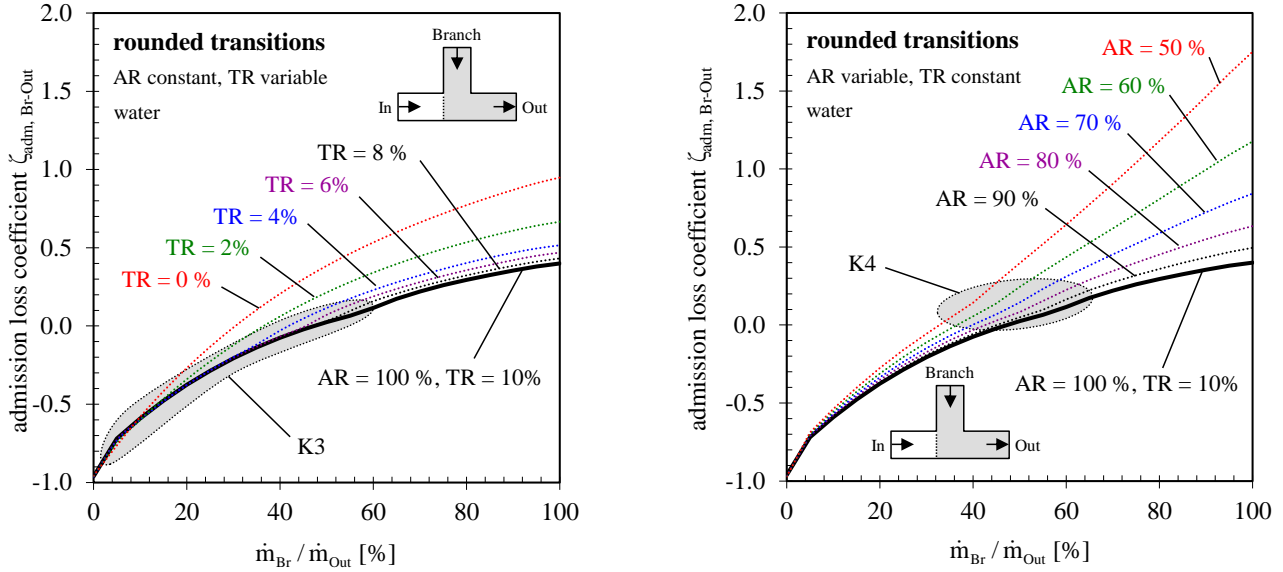 2.0
1.5
1.0
0.5
0.0
-0.5
-1.0
admission loss coefficient ζadm, Br-Out
rounded transitions
AR constant, TR variable
water
Branch
In
Out
TR = 8 %
TR = 6%
TR = 4%
TR = 2%
TR = 0 %
AR = 100 %, TR = 10%
K3
0 20 40 60 80 100
ṁBr / ṁOut [%]
2.0
1.5
1.0
0.5
0.0
-0.5
-1.0
admission loss coefficient ζadm, Br-Out
rounded transitions
AR variable, TR constant
water
AR = 50 %
AR = 60 %
AR = 70 %
AR = 80 %
AR = 90 %
K4
AR = 100 %, TR = 10%
Branch
In
Out
0 20 40 60 80 100
ṁBr / ṁOut [%]